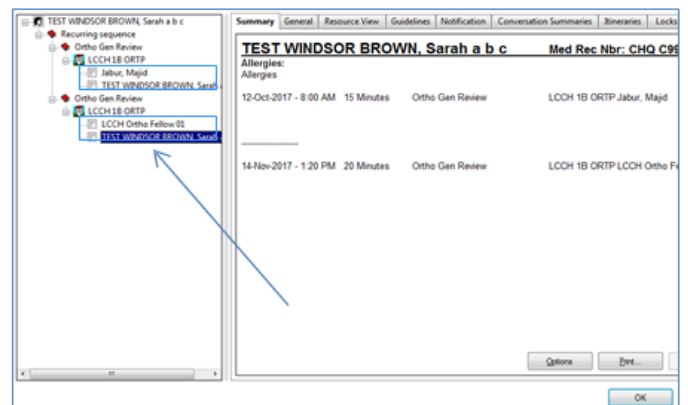 TEST WINDSOR BROWN, Sarah a b c
Recurring sequence
Ortho Gen Review
LCCH 1B ORTP
Jabur, Majid
TEST WINDSOR BROWN, Sarah
Ortho Gen Review
LCCH 1B ORTP
LCCH Ortho Fellow 01
TEST WINDSOR BROWN, Sarah
Summary General Resource View Guidelines Notification Conversation Summaries Itineraries Locks
TEST WINDSOR BROWN, Sarah a b c Med Rec Nbr: CHQ C99
Allergies:
Allergies
12-Oct-2017 - 8:00 AM 15 Minutes Ortho Gen Review LCCH 1B ORTP Jabur, Majid
14-Nov-2017 - 1:20 PM 20 Minutes Ortho Gen Review LCCH 1B ORTP LCCH Ortho Fe
Options Print...
OK